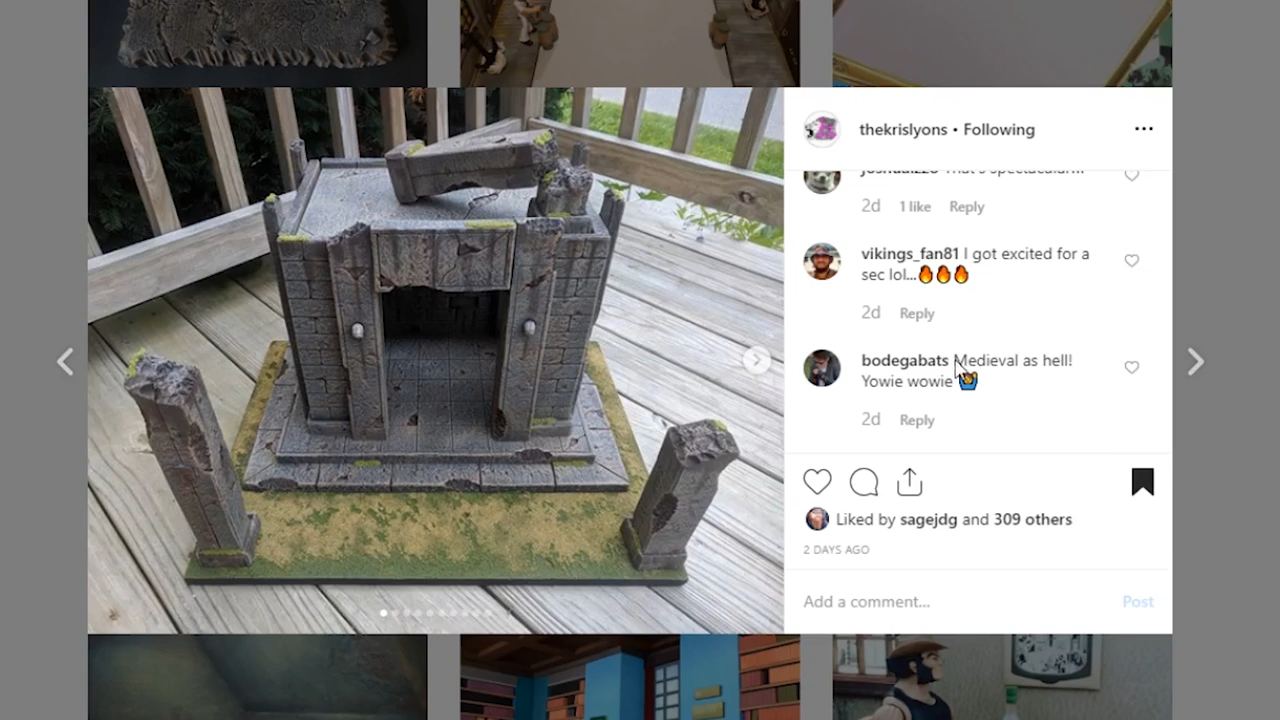 thekrislyons • Following
2d 1 like Reply
vikings_fan81 I got excited for a
sec lol...🔥🔥🔥
2d Reply
bodegabats Medieval as hell!
Yowie wowie
2d Reply
Liked by sagejdg and 309 others
2 DAYS AGO
Add a comment...
Post